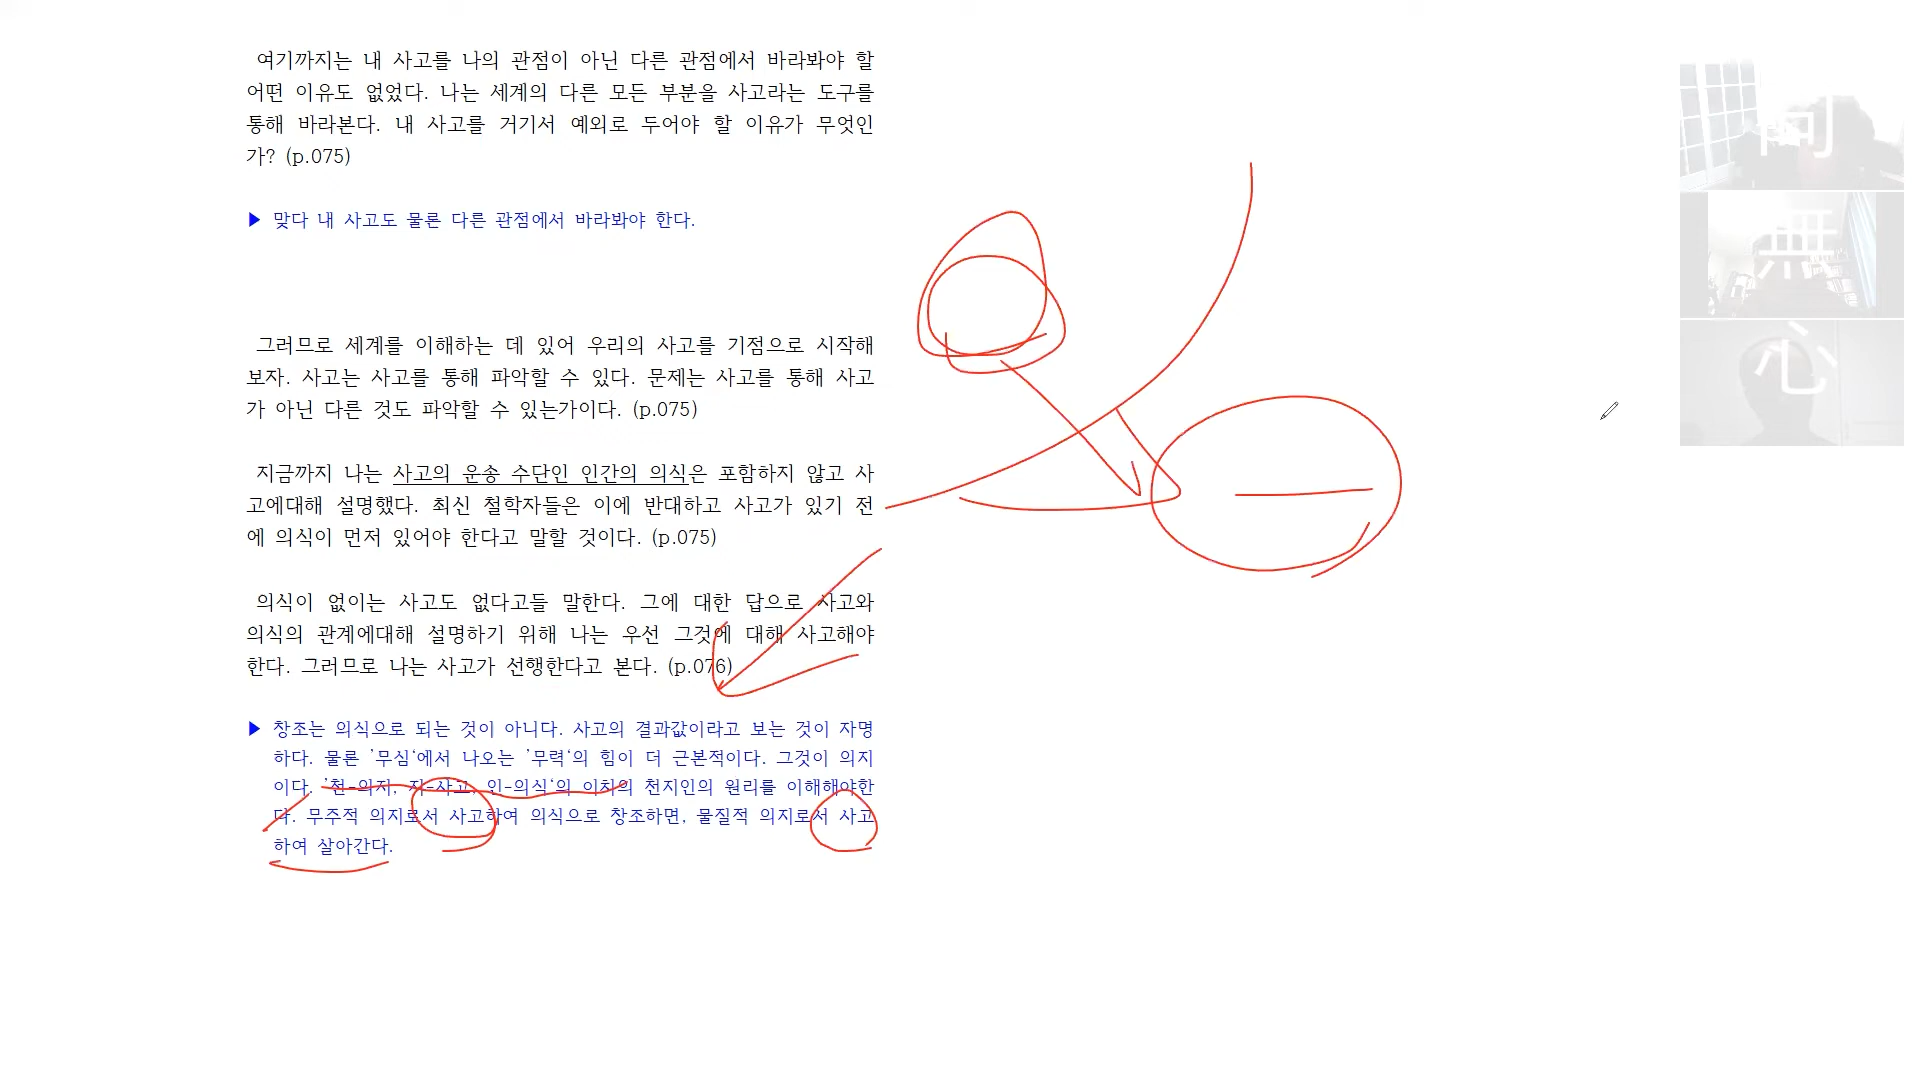 여기까지는 내 사고를 나의 관점이 아닌 다른 관점에서 바라봐야 할
어떤 이유도 없었다. 나는 세계의 다른 모든 부분을 사고라는 도구를
통해 바라본다. 내 사고를 거기서 예외로 두어야 할 이유가 무엇인
가? (p.075)
▶ 맞다 내 사고도 물론 다른 관점에서 바라봐야 한다.
그러므로 세계를 이해하는 데 있어 우리의 사고를 기점으로 시작해
보자. 사고는 사고를 통해 파악할 수 있다. 문제는 사고를 통해 사고
가 아닌 다른 것도 파악할 수 있는가이다. (p.075)
지금까지 나는 사고의 운송 수단인 인간의 의식은 포함하지 않고 사
고에대해 설명했다. 최신 철학자들은 이에 반대하고 사고가 있기 전
에 의식이 먼저 있어야 한다고 말할 것이다. (p.075)
의식이 없이는 사고도 없다고들 말한다. 그에 대한 답으로 사고와
의식의 관계에대해 설명하기 위해 나는 우선 그것에 대해 사고해야
한다. 그러므로 나는 사고가 선행한다고 본다. (p.076)
▶ 창조는 의식으로 되는 것이 아니다. 사고의 결과값이라고 보는 것이 자명
하다. 물론 '무심'에서 나오는 '무력'의 힘이 더 근본적이다. 그것이 의지
이다. '천-의지, 지-사고, 인-의식'의 이치의 천지인의 원리를 이해해야한
다. 무주적 의지로서 사고하여 의식으로 창조하면, 물질적 의지로서 사고
하여 살아간다.
無
心